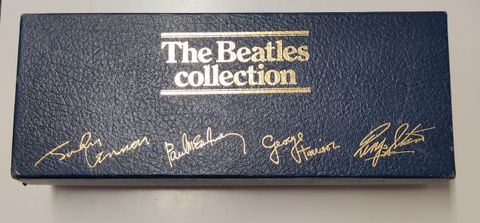 The Beatles
collection
John Lennon
Paul McCartney
George Harrison
Ringo Starr